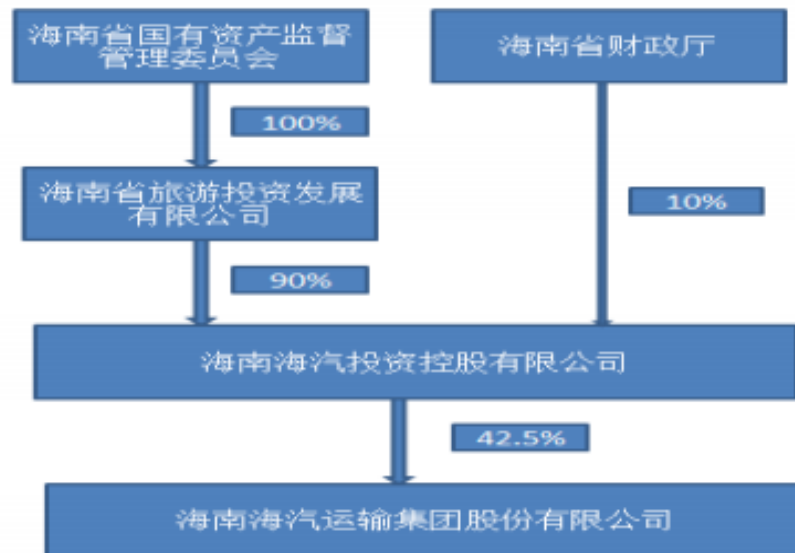 海南省国有资产监督
管理委员会
海南省财政厅
100%
海南省旅游投资发展
有限公司
10%
90%
海南海汽投资控股有限公司
42.5%
海南海汽运输集团股份有限公司